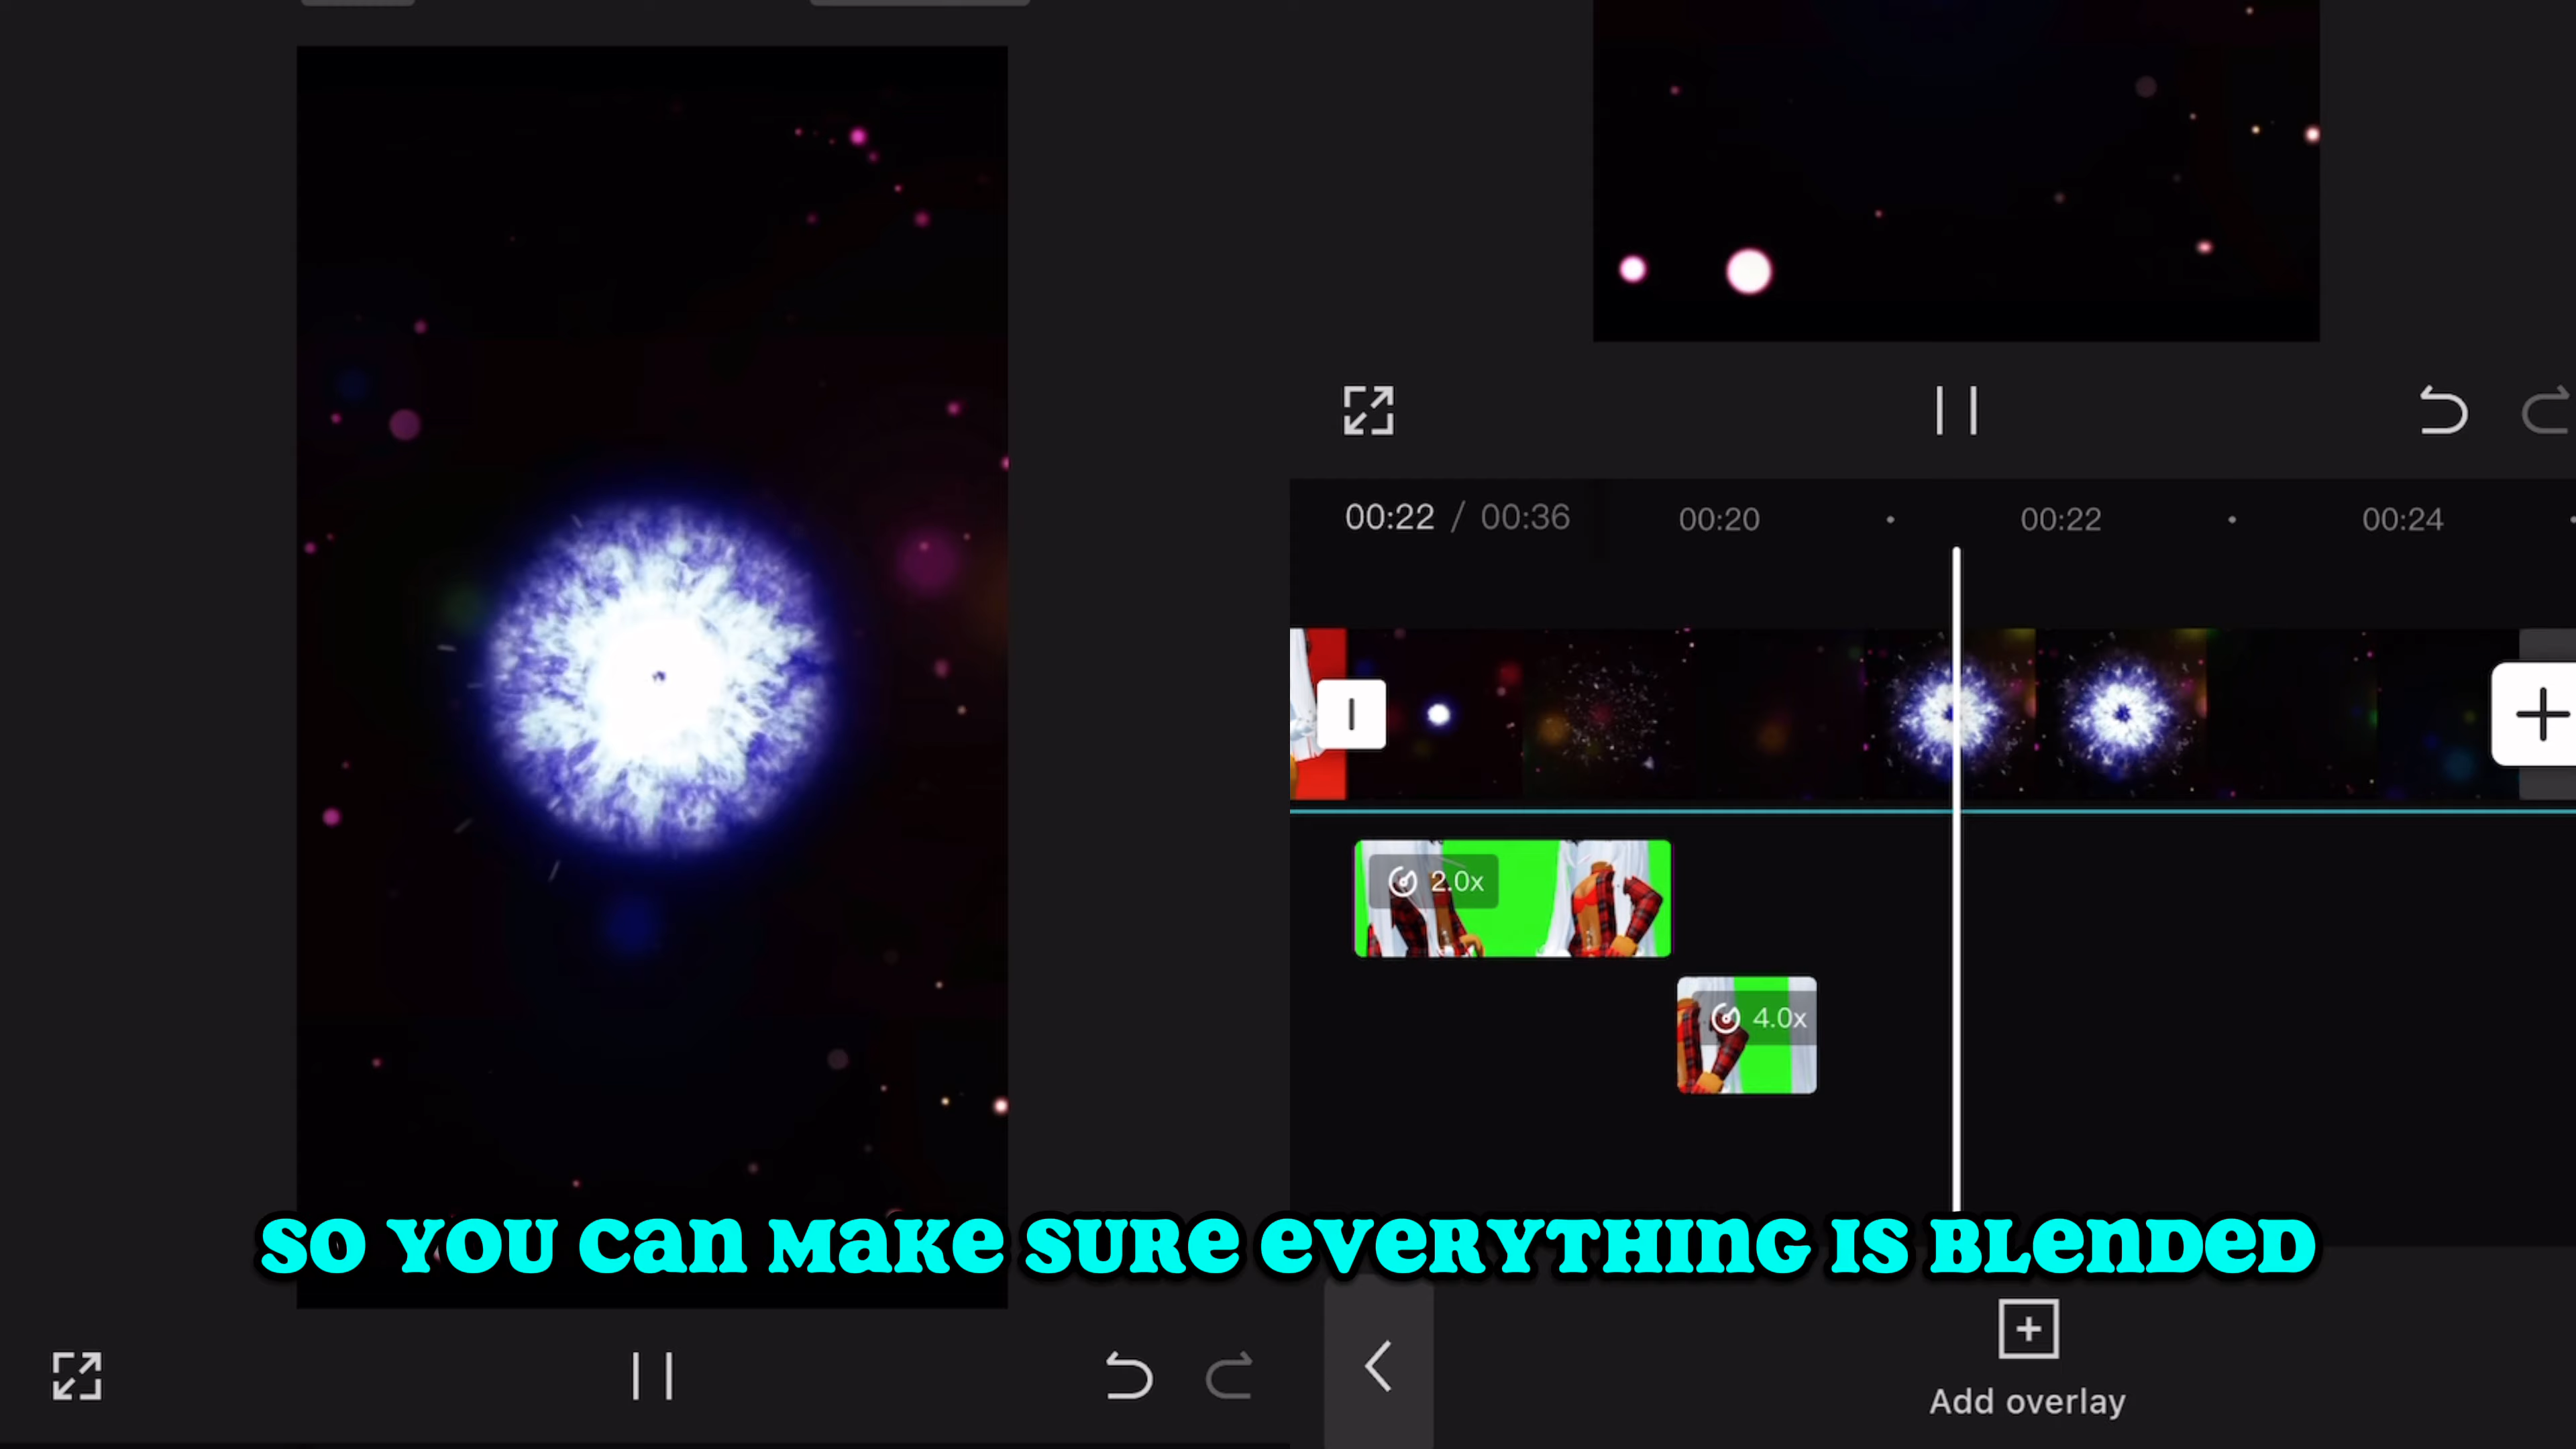 00:22 / 00:36
00:20
00:22
00:24
2.0x
4.0x
SO YOU CAN MAKE SURE EVERYTHING IS BLENDED
Add overlay